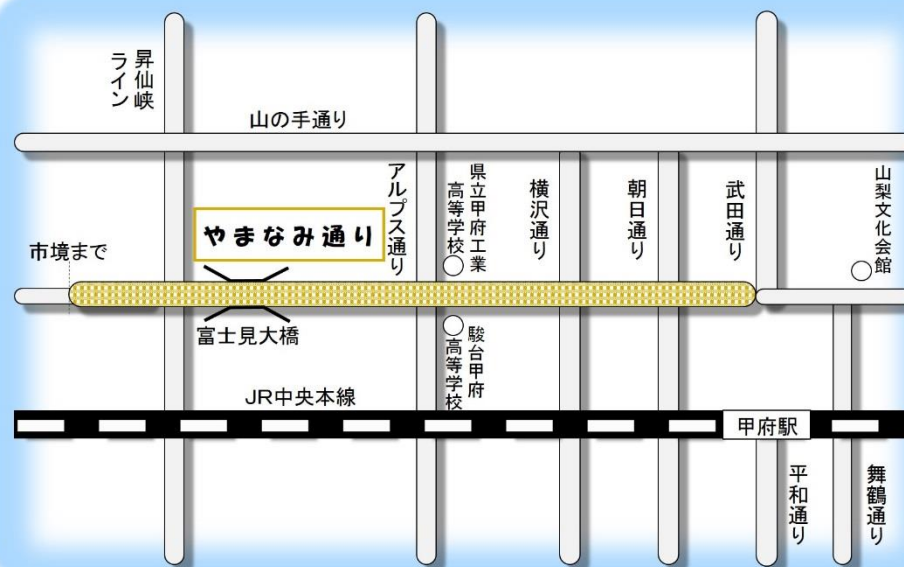 昇仙峡
ライン
山の手通り
アルプス通り
県立甲府工業
高等学校
横沢通り
朝日通り
武田通り
山梨文化会館
やまなみ通り
市境まで
富士見大橋
駿台甲府
高等学校
JR中央本線
甲府駅
平和通り
舞鶴通り